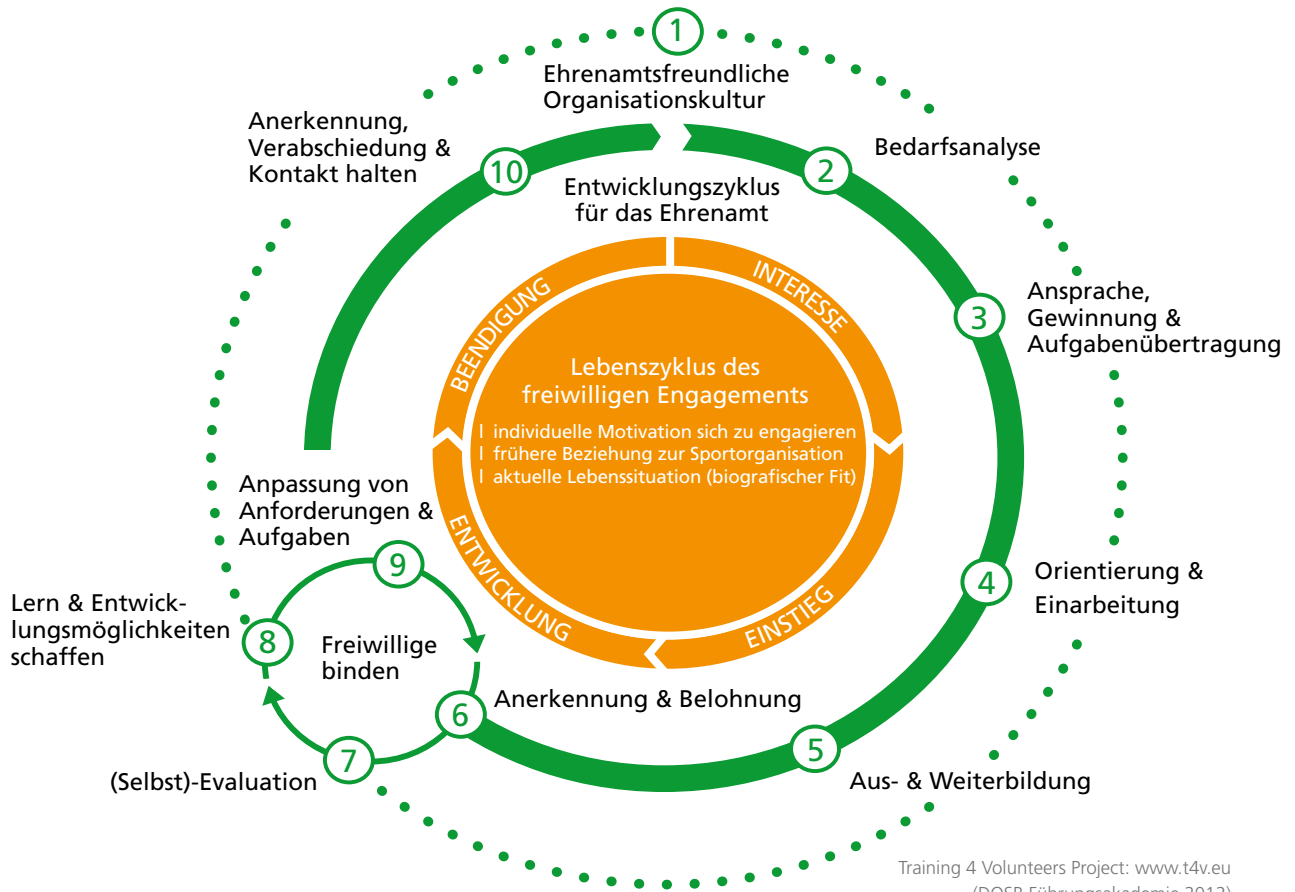 1
Ehrenamtsfreundliche
Organisationskultur
Anerkennung,
Verabschiedung &
Kontakt halten
10
2
Bedarfsanalyse
Entwicklungszyklus
für das Ehrenamt
BEENDIGUNG
INTERESSE
3
Ansprache,
Gewinnung &
Aufgabenübertragung
Lebenszyklus des
freiwilligen Engagements
| individuelle Motivation sich zu engagieren
| frühere Beziehung zur Sportorganisation
| aktuelle Lebenssituation (biografischer Fit)
Anpassung von
Anforderungen &
Aufgaben
9
ENTWICKLUNG
EINSTIEG
4
Orientierung &
Einarbeitung
Lern & Entwick-
lungsmöglichkeiten
schaffen
8
Freiwillige
binden
6
Anerkennung & Belohnung
7
(Selbst)-Evaluation
5
Aus- & Weiterbildung
Training 4 Volunteers Project: www.t4v.eu
(DOSB Führungsakademie 2012)